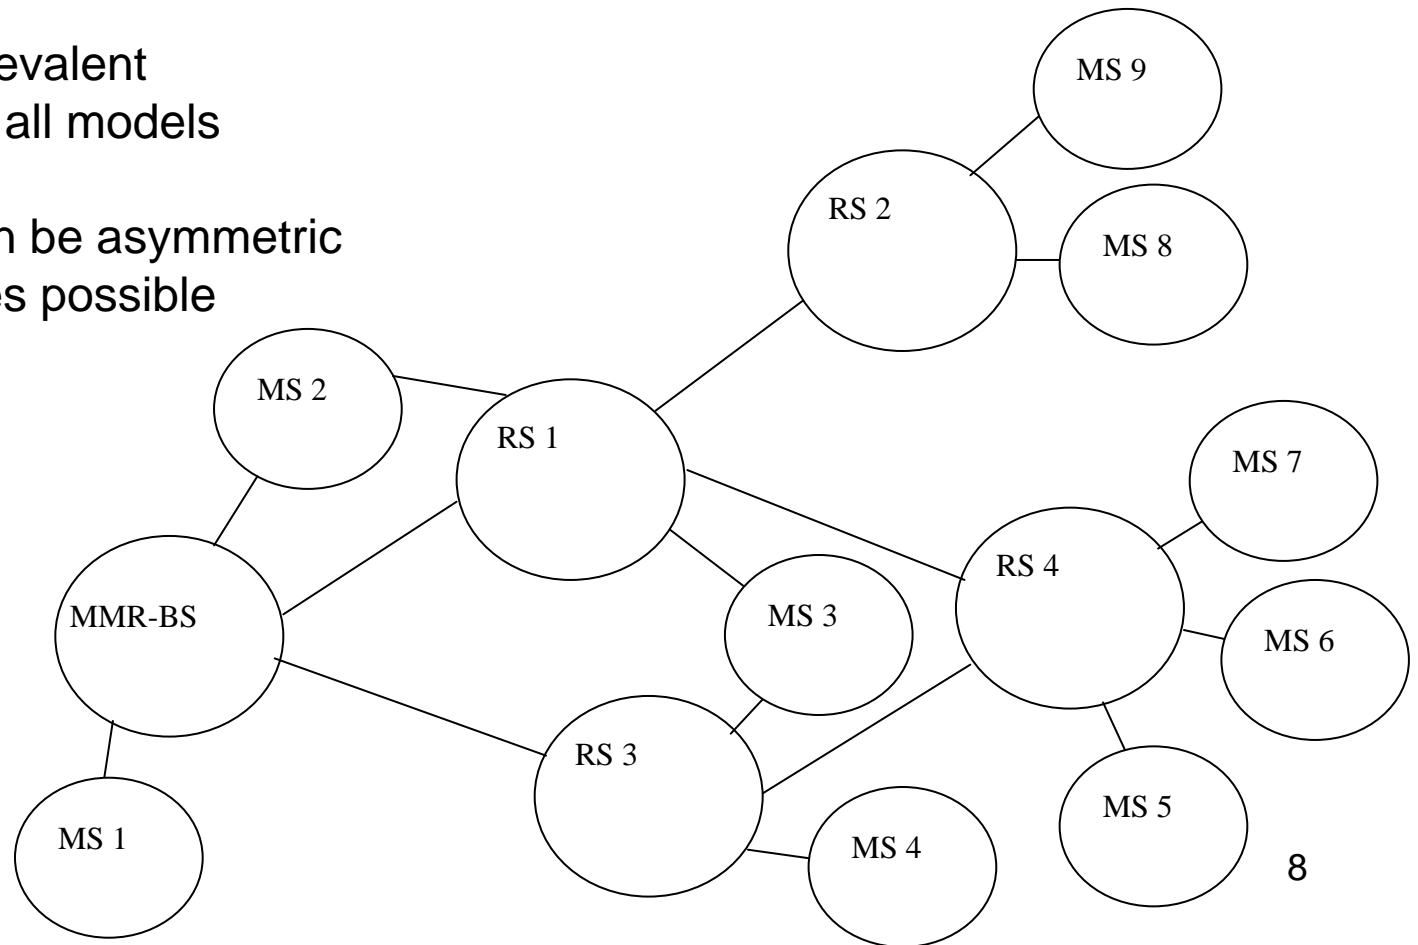 evalent
all models
n be asymmetric
es possible
MS 9
RS 2
MS 8
MS 2
RS 1
MS 7
RS 4
MMR-BS
MS 3
MS 6
RS 3
MS 5
MS 1
MS 4
8